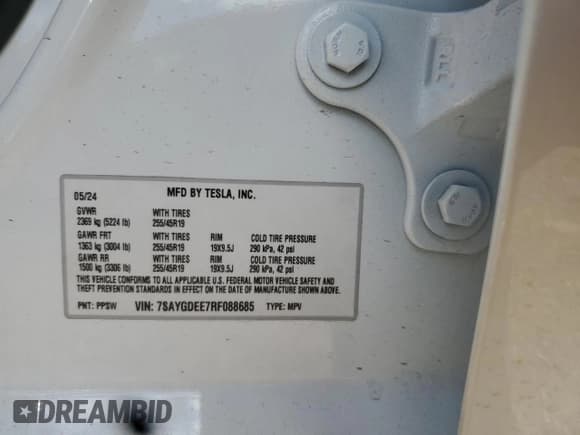 05/24 MFD BY TESLA, INC.
GVWR WITH TIRES
2369 kg (5224 lb) 255/45R19
GAWR FRT WITH TIRES RIM COLD TIRE PRESSURE
1363 kg (3004 lb) 255/45R19 19X9.5J 290 kPa, 42 psi
GAWR RR WITH TIRES RIM COLD TIRE PRESSURE
1500 kg (3306 lb) 255/45R19 19X9.5J 290 kPa, 42 psi
THIS VEHICLE CONFORMS TO ALL APPLICABLE U.S. FEDERAL MOTOR VEHICLE SAFETY AND
THEFT PREVENTION STANDARDS IN EFFECT ON THE DATE OF MANUFACTURE SHOWN ABOVE.
PNT: PPSW VIN: 7SAYGDEE7RF088685 TYPE: MPV
DREAMBID